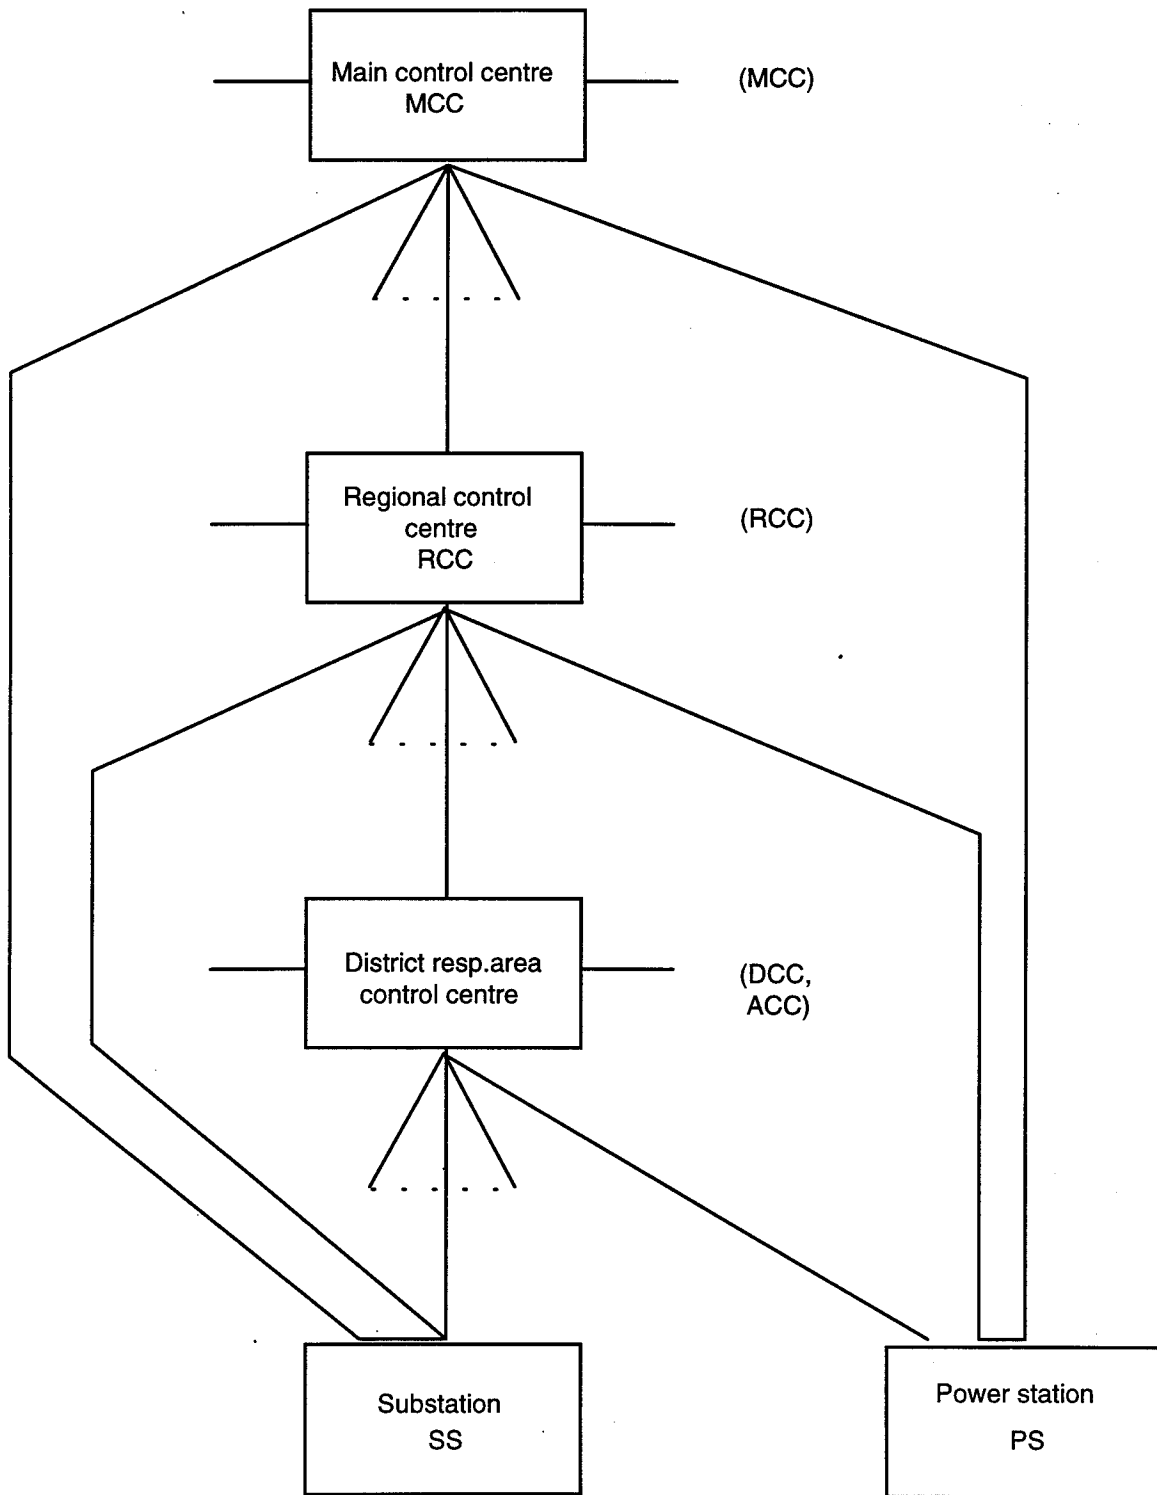 Main control centre
MCC
(MCC)
Regional control
centre
RCC
(RCC)
District resp.area
control centre
(DCC,
ACC)
Substation
SS
Power station
PS